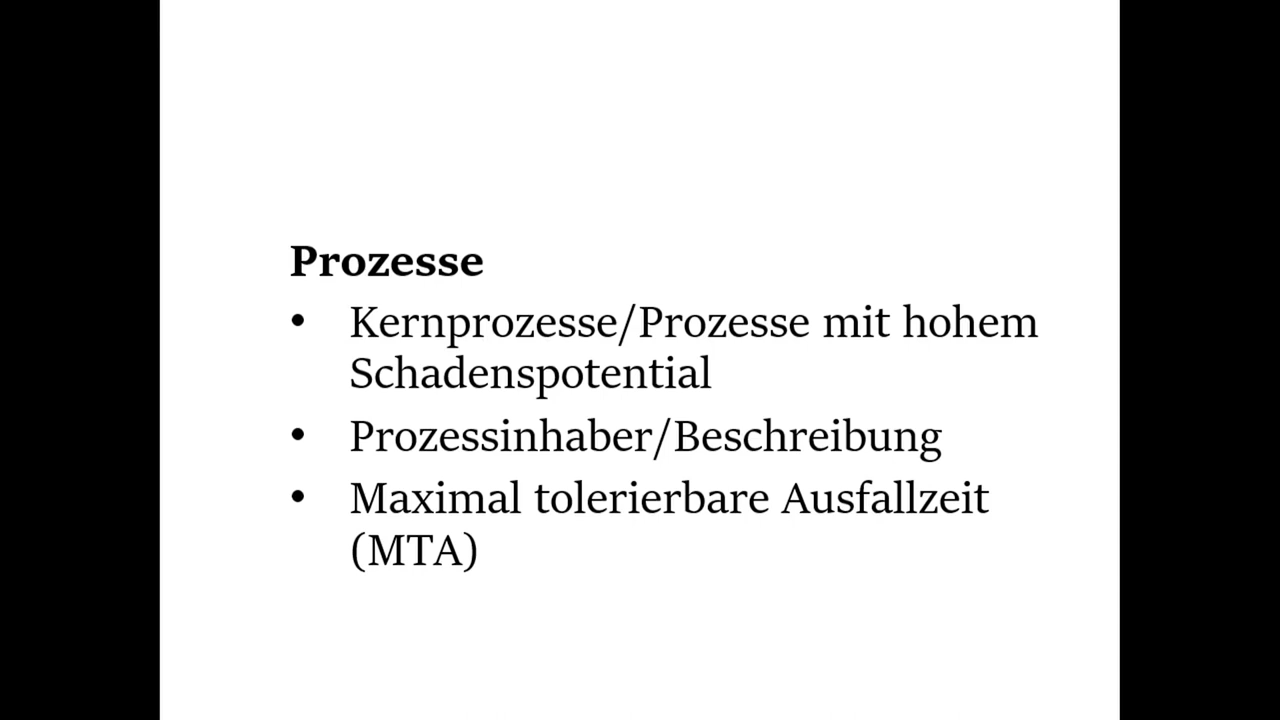 Prozesse
• Kernprozesse/Prozesse mit hohem
Schadenspotential
• Prozessinhaber/Beschreibung
• Maximal tolerierbare Ausfallzeit
(MTA)